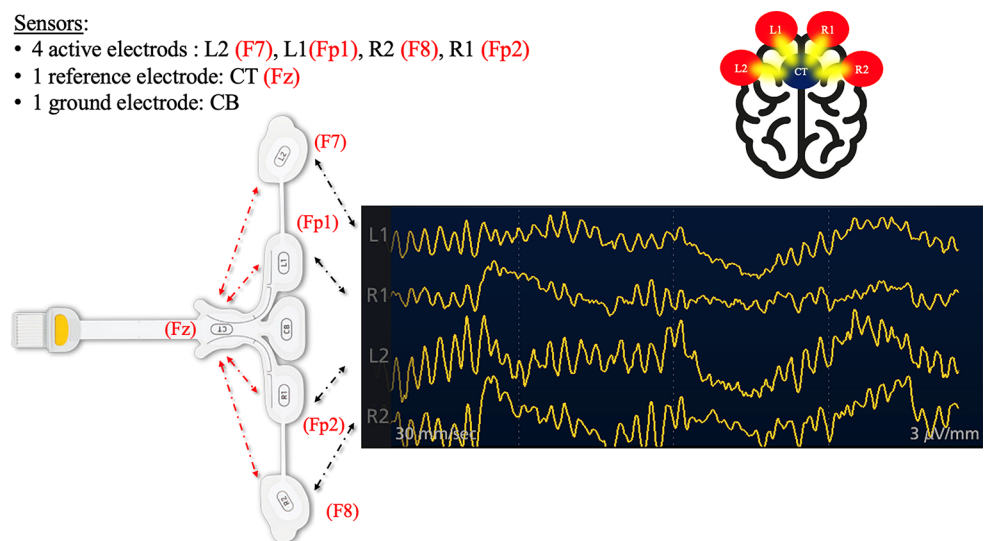 Sensors:
• 4 active electrods : L2 (F7), L1(Fp1), R2 (F8), R1 (Fp2)
• 1 reference electrode: CT (Fz)
• 1 ground electrode: CB
L1
R1
L2
CT
R2
L2
(F7)
(Fp1)
L1
(Fz)
CT
CB
R1
(Fp2)
R2
(F8)
L1
R1
L2
R2
30 mm/sec
3 μV/mm